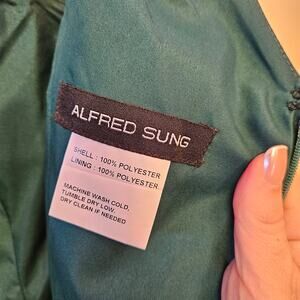 ALFRED SUNG
SHELL : 100% POLYESTER
LINING : 100% POLYESTER
MACHINE WASH COLD,
TUMBLE DRY LOW,
DRY CLEAN IF NEEDED